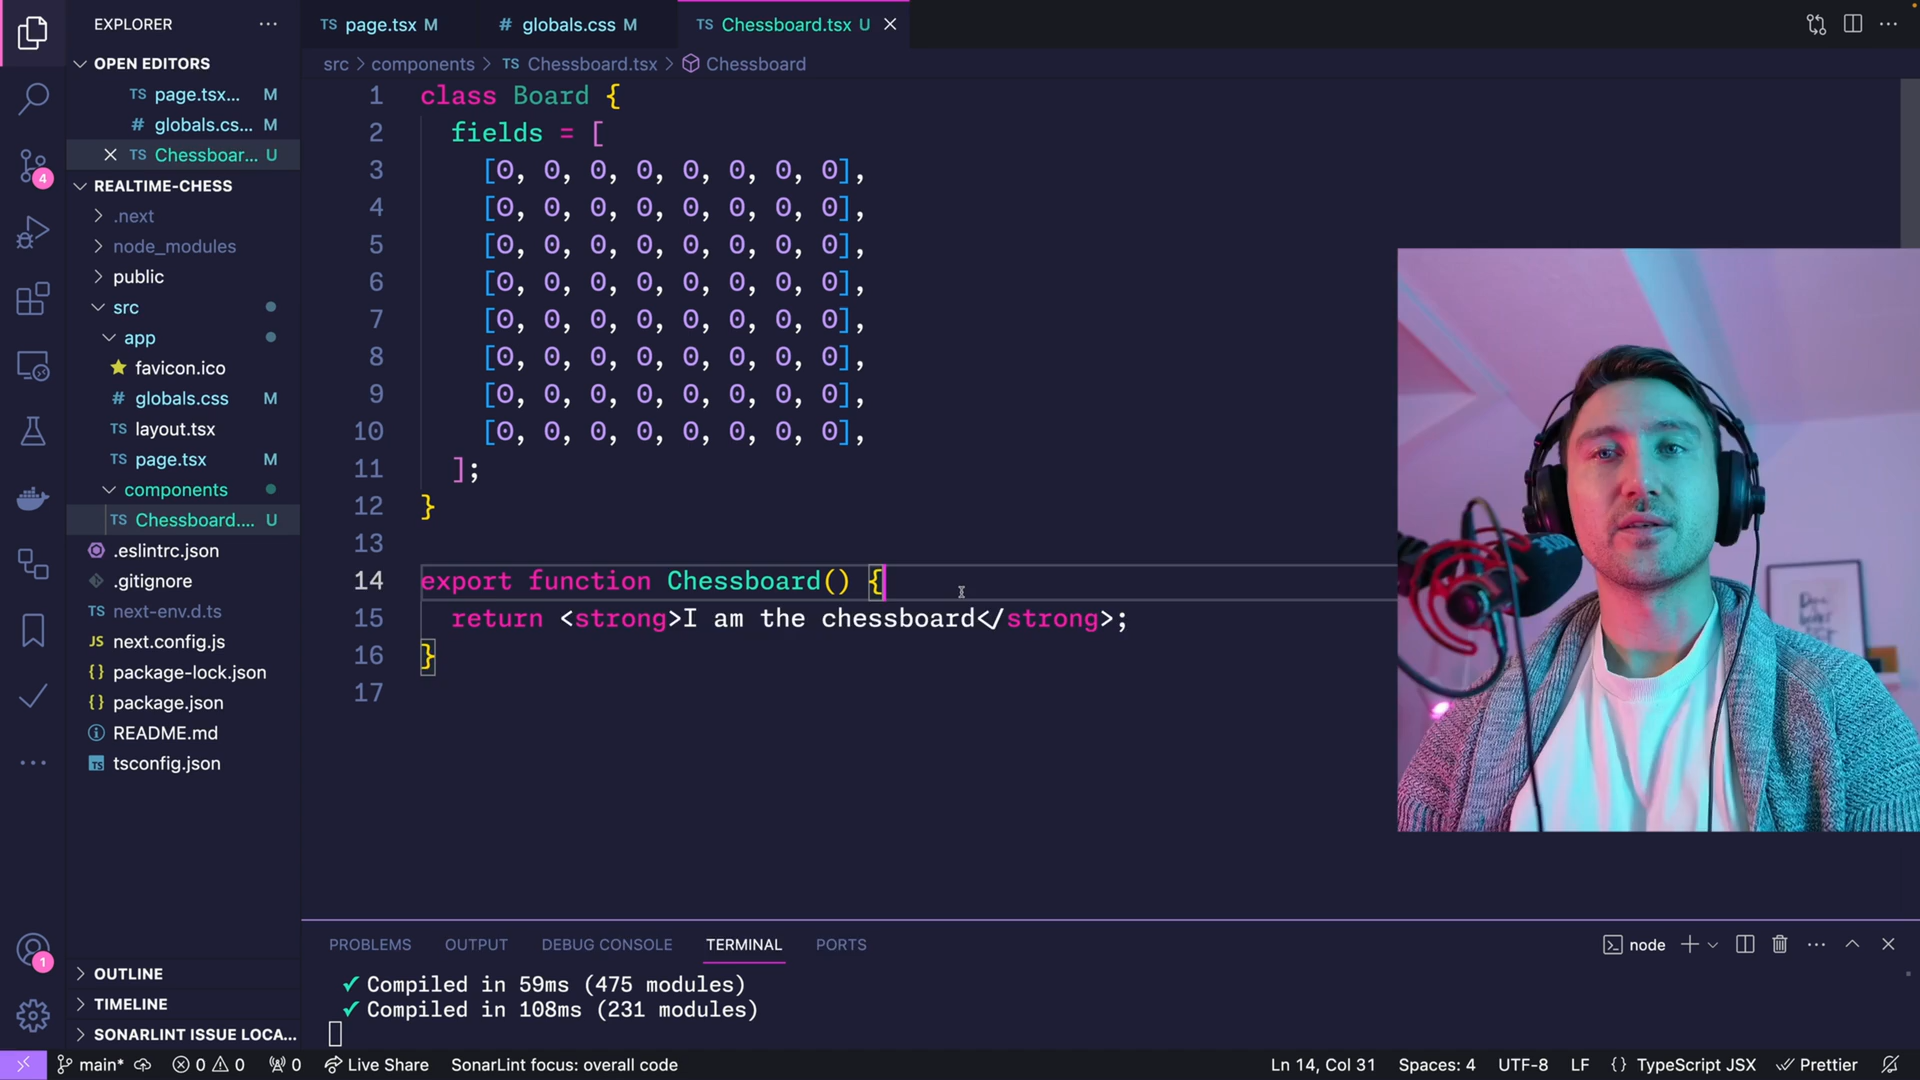 EXPLORER
OPEN EDITORS
TS page.tsx... M
# globals.cs... M
TS Chessboar... U
REALTIME-CHESS
.next
node_modules
public
src
app
favicon.ico
# globals.css M
TS layout.tsx
TS page.tsx M
components
TS Chessboard.... U
.eslintrc.json
.gitignore
TS next-env.d.ts
JS next.config.js
{} package-lock.json
{} package.json
README.md
TS tsconfig.json
OUTLINE
TIMELINE
SONARLINT ISSUE LOCA...
4
1
TS page.tsx M
# globals.css M
TS Chessboard.tsx U
src > components > TS Chessboard.tsx > Chessboard
1 class Board {
2 fields = [
3 [0, 0, 0, 0, 0, 0, 0, 0],
4 [0, 0, 0, 0, 0, 0, 0, 0],
5 [0, 0, 0, 0, 0, 0, 0, 0],
6 [0, 0, 0, 0, 0, 0, 0, 0],
7 [0, 0, 0, 0, 0, 0, 0, 0],
8 [0, 0, 0, 0, 0, 0, 0, 0],
9 [0, 0, 0, 0, 0, 0, 0, 0],
10 [0, 0, 0, 0, 0, 0, 0, 0],
11 ];
12 }
13
14 export function Chessboard() {
15 return <strong>I am the chessboard</strong>;
16 }
17
PROBLEMS OUTPUT DEBUG CONSOLE TERMINAL PORTS
node
✓ Compiled in 59ms (475 modules)
✓ Compiled in 108ms (231 modules)
main* 0 0 0 Live Share SonarLint focus: overall code
Ln 14, Col 31 Spaces: 4 UTF-8 LF {} TypeScript JSX Prettier